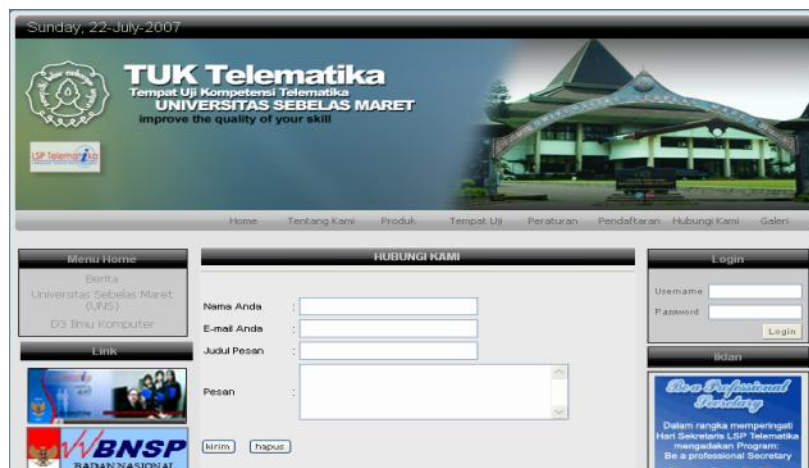 Sunday, 22-July-2007
TUK Telematika
Tempat Uji Kompetensi Telematika
UNIVERSITAS SEBELAS MARET
improve the quality of your skill
LSP Telematika
Home Tentang Kami Produk Tempat Uji Peraturan Pendaftaran Hubungi Kami Galeri
Menu Home
Berita
Universitas Sebelas Maret
(UNS)
D3 Ilmu Komputer
Link
BNSP
BADAN NASIONAL
HUBUNGI KAMI
Nama Anda :
E-mail Anda :
Judul Pesan :
Pesan :
kirim hapus
Login
Username
Password
Login
Iklan
Be a Professional
Secretary
Dalam rangka memperingati
Hari Sekretaris LSP Telematika
mengadakan Program:
Be a professional Secretary